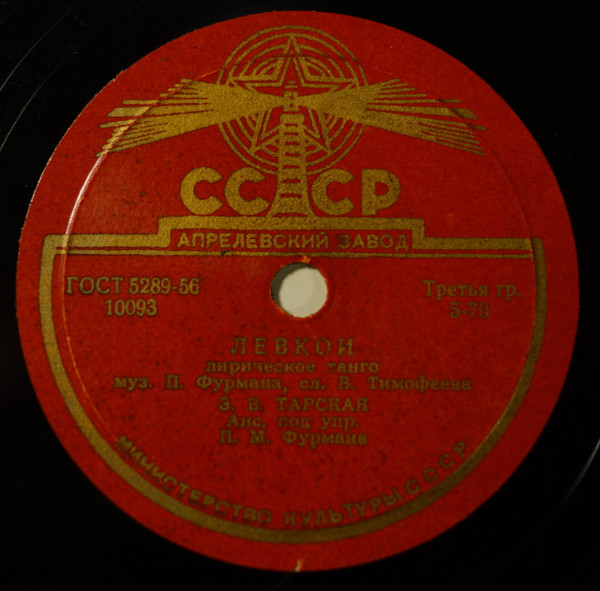 СССР
АПРЕЛЕВСКИЙ ЗАВОД
ГОСТ 5289-56
10093
Третья гр.
5-70
ЛЕВКОИ
лирическое танго
муз. П. Фурмана, сл. В. Тимофеева
З. В. ТАРСКАЯ
Анс. под упр.
П. М. Фурмана
МИНИСТЕРСТВО КУЛЬТУРЫ СССР